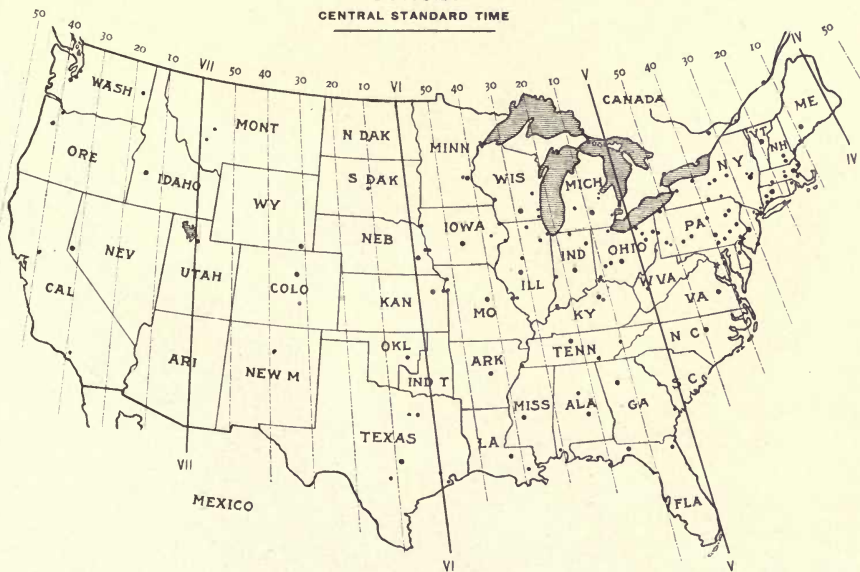 CENTRAL STANDARD TIME
50 40 30 20 10 VII 50 40 30 20 10 VI 50 40 30 20 10 V 50 40 30 20 10 IV
WASH
MONT
N DAK
MINN
CANADA
ME
ORE
IDAHO
WY
S DAK
WIS
MICH
N Y
VT
NH
IV
NEV
UTAH
NEB
IOWA
ILL
IND
OHIO
PA
CAL
COLO
KAN
MO
KY
W VA
VA
ARI
NEW M
OKL
IND T
ARK
TENN
N C
S C
TEXAS
LA
MISS
ALA
GA
FLA
VII
MEXICO
VI
V